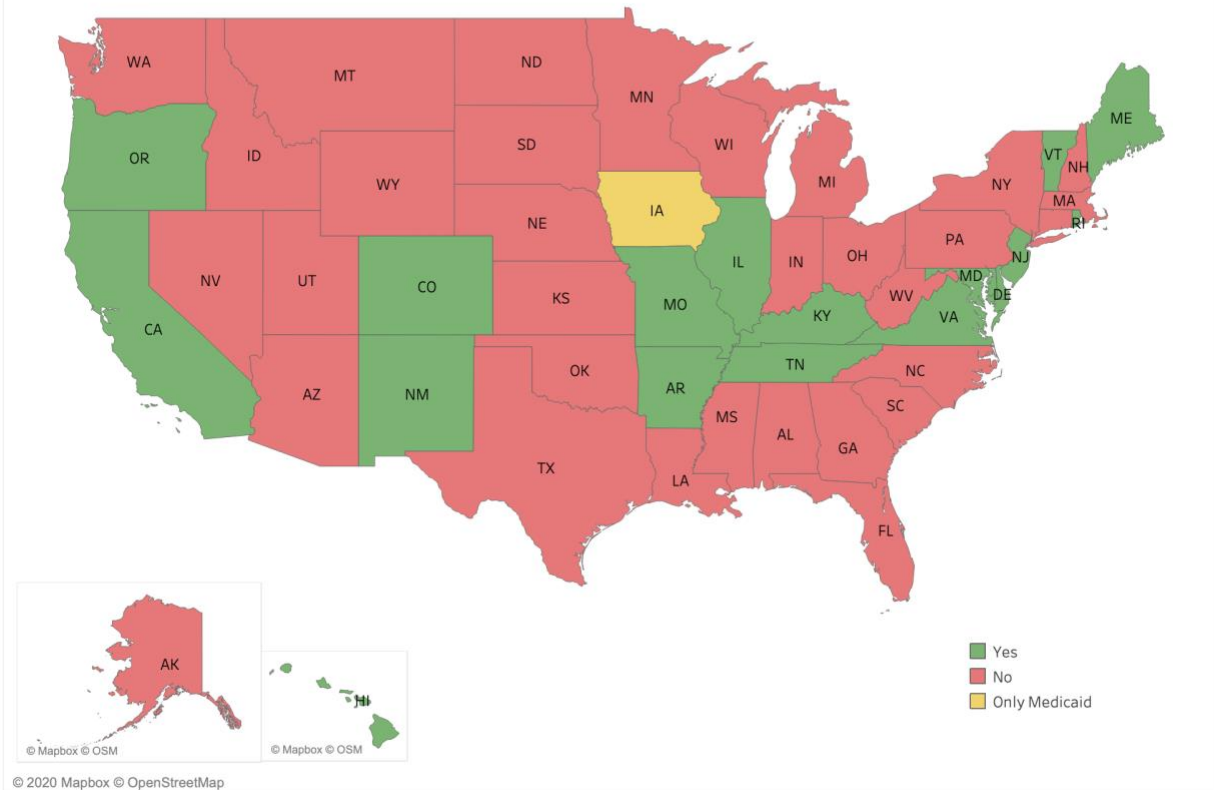 WA
MT
ND
MN
ME
OR
ID
SD
WI
VT
NH
WY
MI
NY
MA
IA
NE
RI
PA
NV
UT
CO
IL
IN
OH
NJ
KS
MO
WV
MD
DE
CA
KY
VA
AZ
NM
OK
AR
TN
NC
MS
AL
GA
SC
TX
LA
FL
AK
HI
Yes
No
Only Medicaid
© Mapbox © OSM
© Mapbox © OSM
© 2020 Mapbox © OpenStreetMap